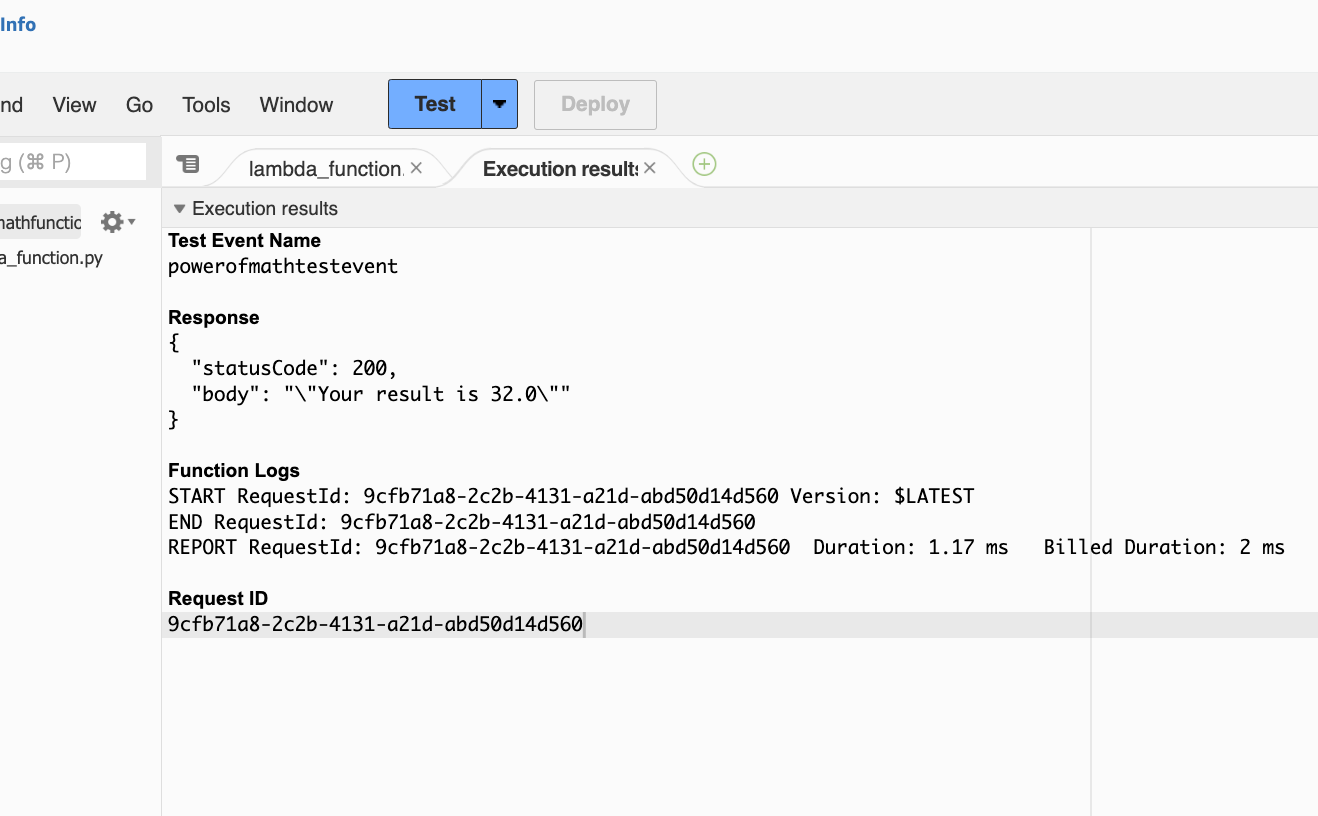 Info
nd View Go Tools Window Test Deploy
g (⌘ P) lambda_function. × Execution results ×
Execution results
mathfunctio
a_function.py
Test Event Name
powerofmathtestevent
Response
{
"statusCode": 200,
"body": "\"Your result is 32.0\""
}
Function Logs
START RequestId: 9cfb71a8-2c2b-4131-a21d-abd50d14d560 Version: $LATEST
END RequestId: 9cfb71a8-2c2b-4131-a21d-abd50d14d560
REPORT RequestId: 9cfb71a8-2c2b-4131-a21d-abd50d14d560 Duration: 1.17 ms Billed Duration: 2 ms
Request ID
9cfb71a8-2c2b-4131-a21d-abd50d14d560